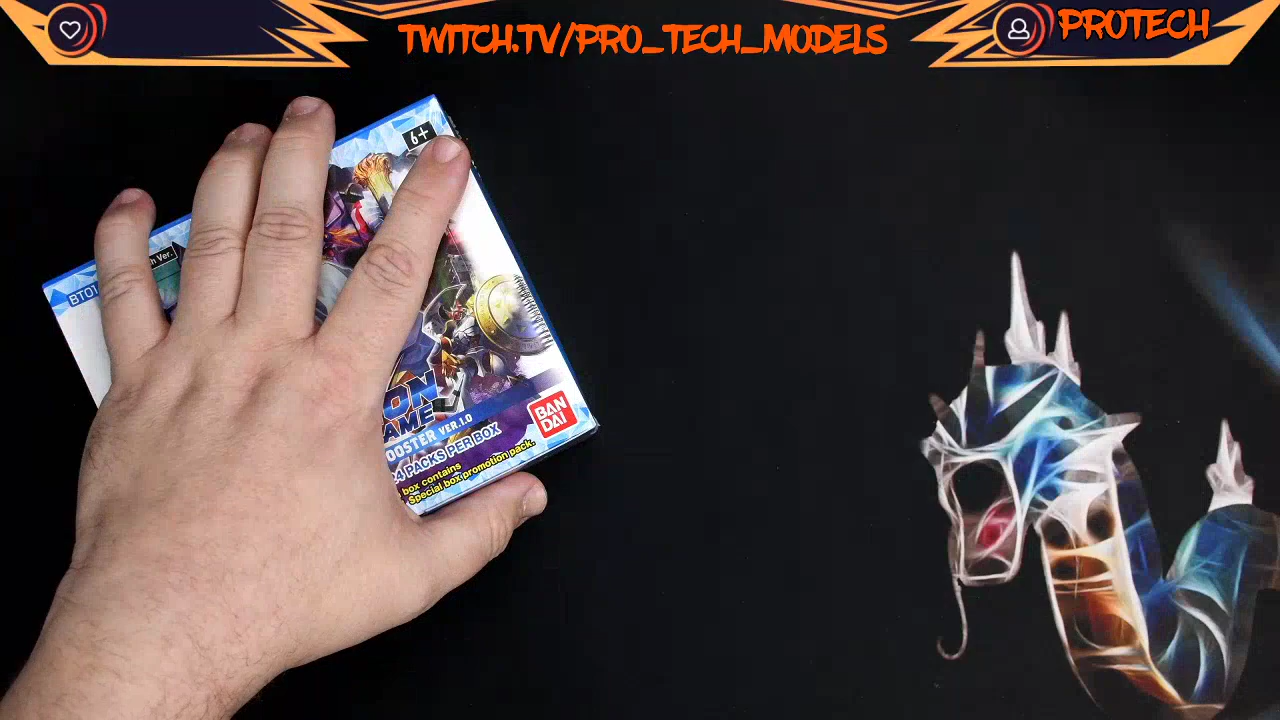 TWITCH.TV/PRO_TECH_MODELS
PROTECH
6+
h Ver.
BT01
ON
AME
OOSTER VER.1.0
24 PACKS PER BOX
box contains
Special box promotion pack.
BAN
DAI